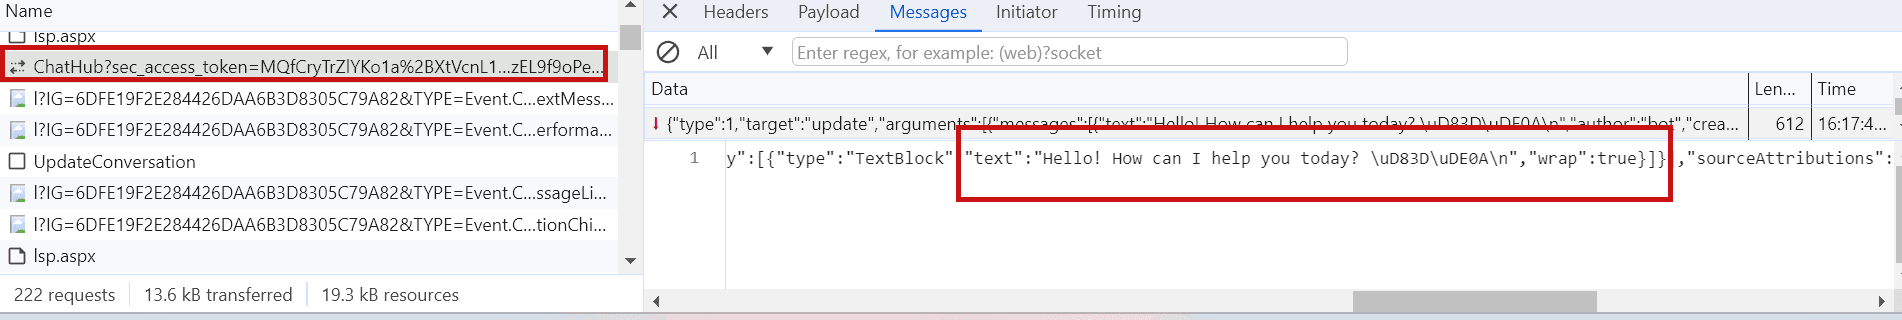 Name
lsp.aspx
ChatHub?sec_access_token=MQfCryTrZlYKo1a%2BXtVcnL1...zEL9f9oPe...
l?IG=6DFE19F2E284426DAA6B3D8305C79A82&TYPE=Event.C...extMess...
l?IG=6DFE19F2E284426DAA6B3D8305C79A82&TYPE=Event.C...erforma...
UpdateConversation
l?IG=6DFE19F2E284426DAA6B3D8305C79A82&TYPE=Event.C...ssageLi...
l?IG=6DFE19F2E284426DAA6B3D8305C79A82&TYPE=Event.C...tionChi...
lsp.aspx
222 requests 13.6 kB transferred 19.3 kB resources
Headers Payload Messages Initiator Timing
All Enter regex, for example: (web)?socket
Data Len... Time
{"type":1,"target":"update","arguments":[{"messages":[{"text":"Hello! How can I help you today? \uD83D\uDE0A\n","author":"bot","crea... 612 16:17:4...
1 y":[{"type":"TextBlock" "text":"Hello! How can I help you today? \uD83D\uDE0A\n","wrap":true}]} ,"sourceAttributions":